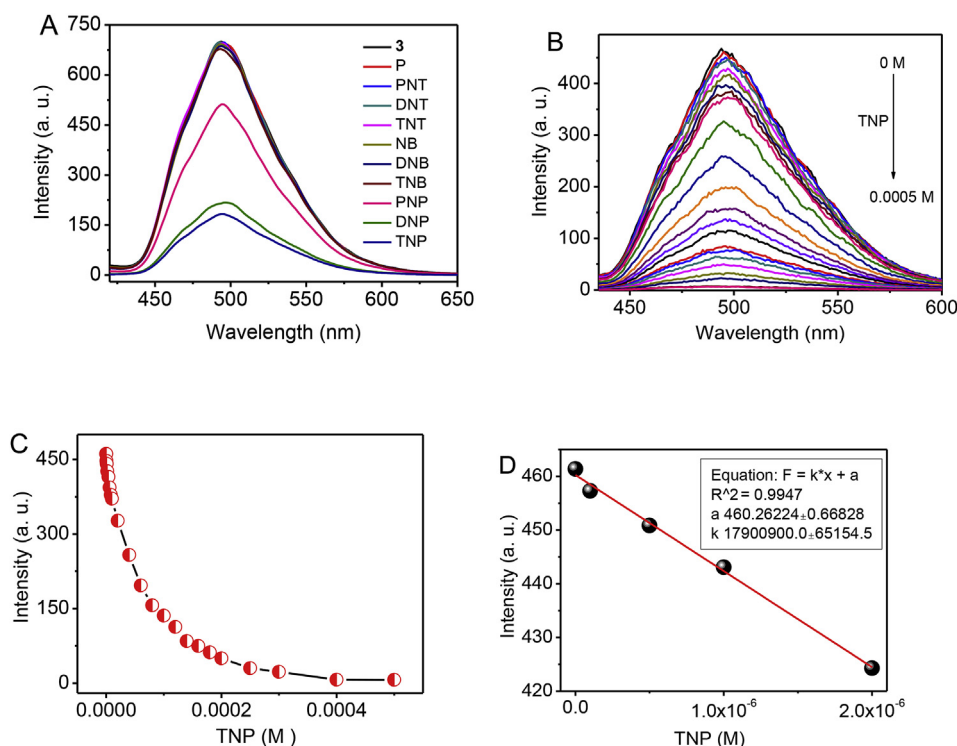 A
Intensity (a. u.)
750
600
450
300
150
0
450
500
550
600
650
Wavelength (nm)
3
P
PNT
DNT
TNT
NB
DNB
TNB
PNP
DNP
TNP
B
Intensity (a. u.)
400
300
200
100
0
450
500
550
600
Wavelength (nm)
0 M
TNP
0.0005 M
C
Intensity (a. u.)
450
300
150
0
0.0000
0.0002
0.0004
TNP (M )
D
Intensity (a. u.)
460
450
440
430
420
0.0
1.0x10⁻⁶
2.0x10⁻⁶
TNP (M)
Equation: F = k*x + a
R^2 = 0.9947
a 460.26224±0.66828
k 17900900.0±65154.5